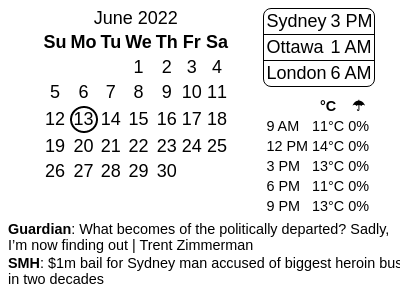 June 2022
Su Mo Tu We Th Fr Sa
1 2 3 4
5 6 7 8 9 10 11
12 13 14 15 16 17 18
19 20 21 22 23 24 25
26 27 28 29 30
Sydney 3 PM
Ottawa 1 AM
London 6 AM
°C ☂
9 AM 11°C 0%
12 PM 14°C 0%
3 PM 13°C 0%
6 PM 11°C 0%
9 PM 13°C 0%
Guardian: What becomes of the politically departed? Sadly,
I'm now finding out | Trent Zimmerman
SMH: $1m bail for Sydney man accused of biggest heroin bus
in two decades